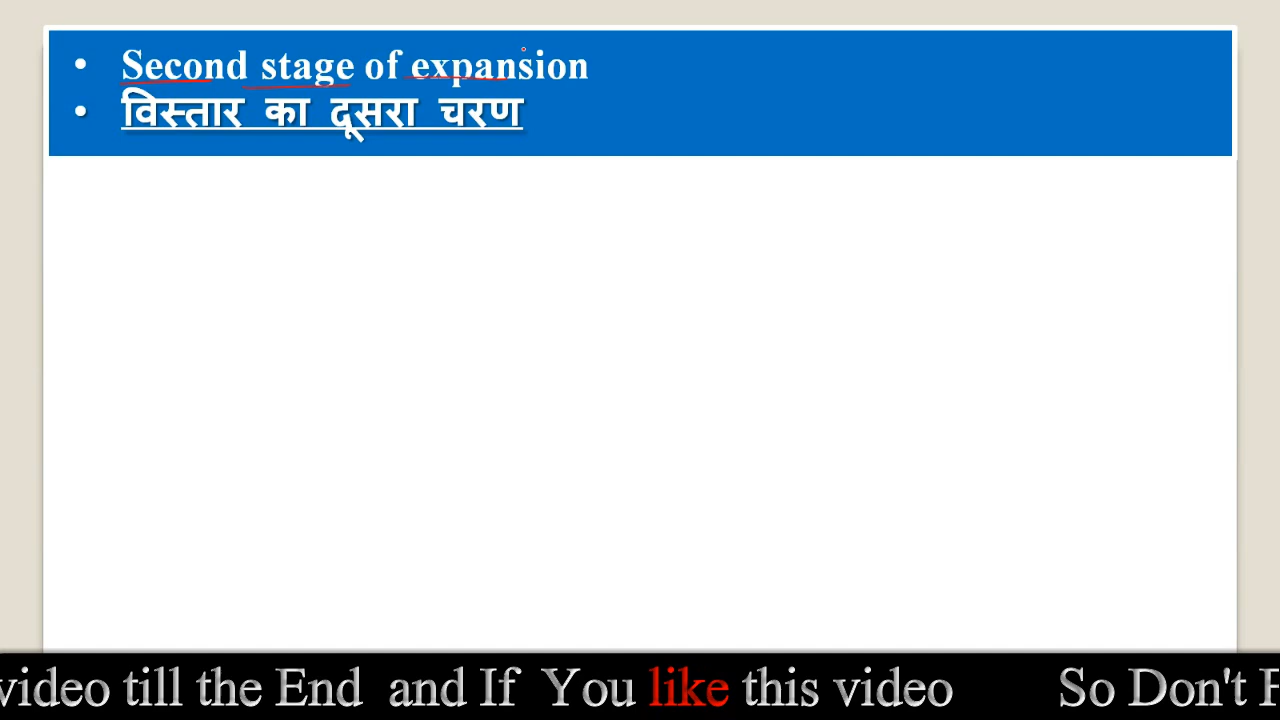 • Second stage of expansion
• विस्तार का दूसरा चरण
video till the End and If You like this video So Don't